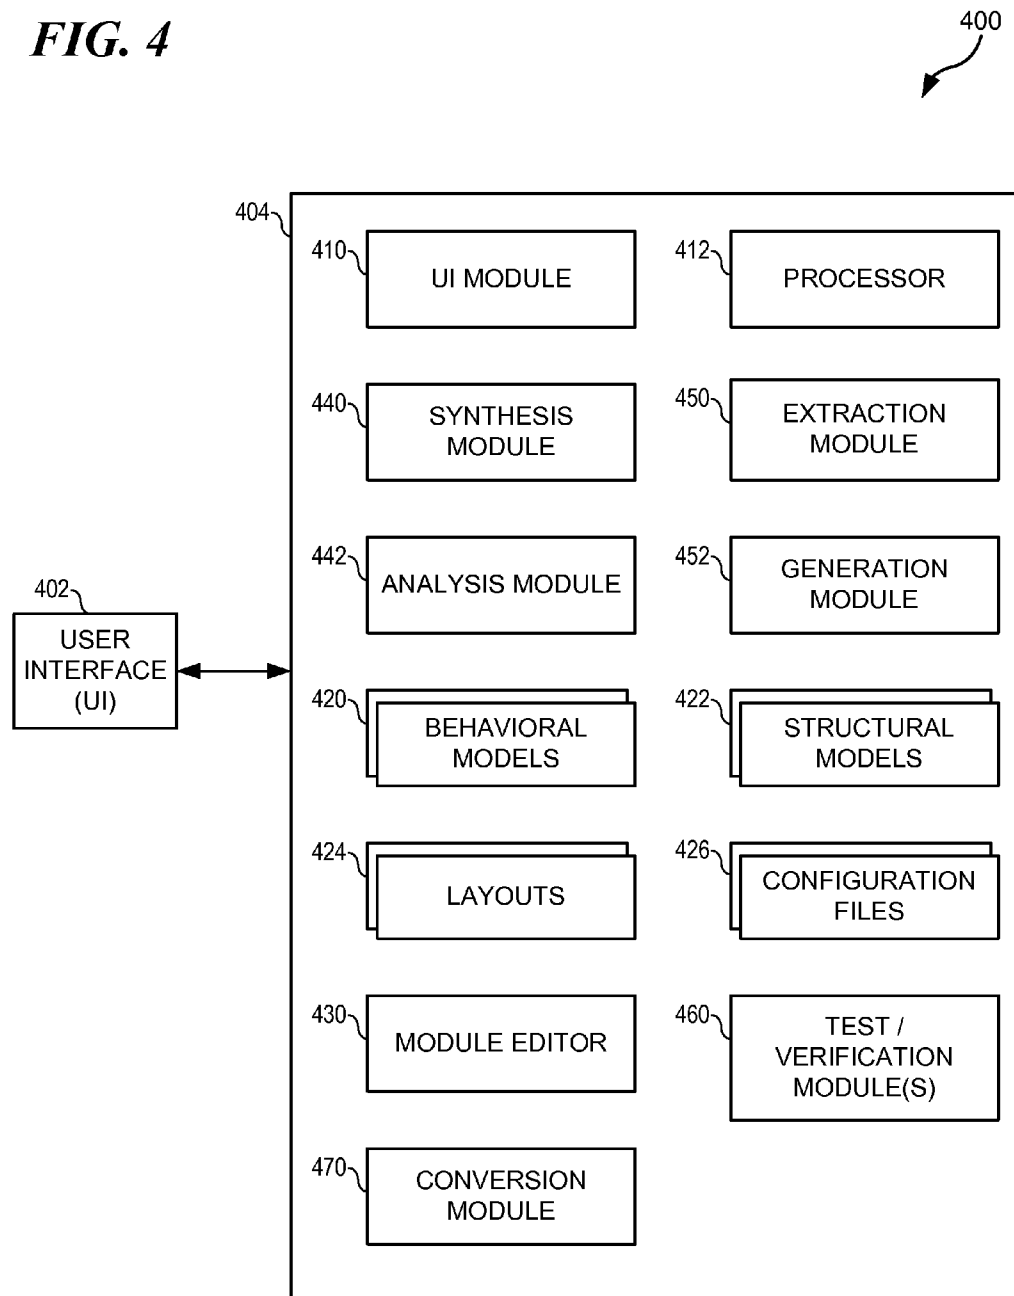 FIG. 4
400
404
410
UI MODULE
412
PROCESSOR
440
SYNTHESIS
MODULE
450
EXTRACTION
MODULE
442
ANALYSIS MODULE
452
GENERATION
MODULE
402
USER
INTERFACE
(UI)
420
BEHAVIORAL
MODELS
422
STRUCTURAL
MODELS
424
LAYOUTS
426
CONFIGURATION
FILES
430
MODULE EDITOR
460
TEST /
VERIFICATION
MODULE(S)
470
CONVERSION
MODULE